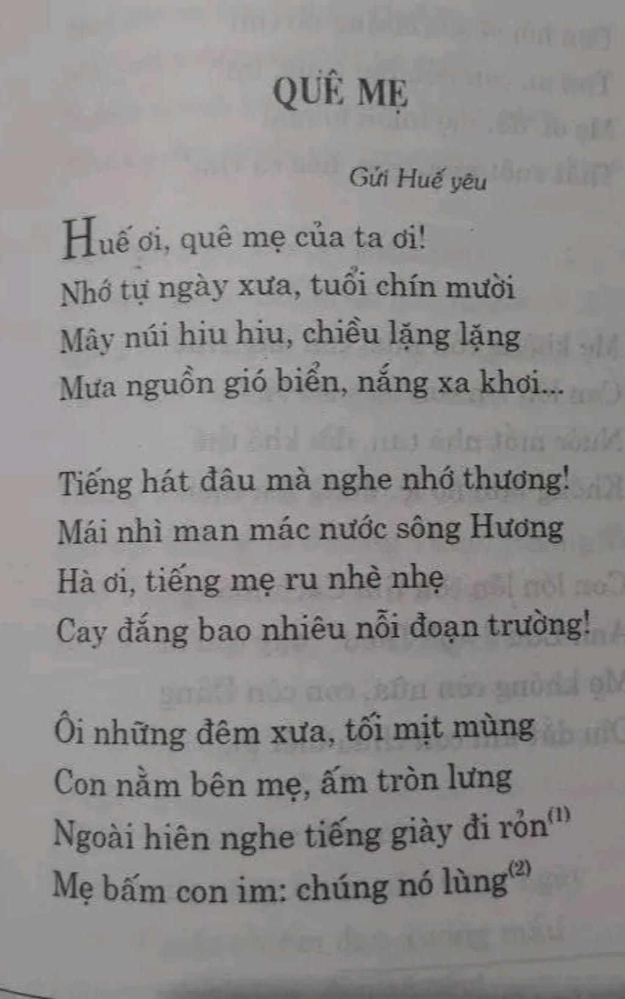 QUÊ MẸ
Gửi Huế yêu
Huế ơi, quê mẹ của ta ơi!
Nhớ tự ngày xưa, tuổi chín mười
Mây núi hiu hiu, chiều lặng lặng
Mưa nguồn gió biển, nắng xa khơi...
Tiếng hát đâu mà nghe nhớ thương!
Mái nhì man mác nước sông Hương
Hà ơi, tiếng mẹ ru nhè nhẹ
Cay đắng bao nhiêu nỗi đoạn trường!
Ôi những đêm xưa, tối mịt mùng
Con nằm bên mẹ, ấm tròn lưng
Ngoài hiên nghe tiếng giày đi rỏn(1)
Mẹ bấm con im: chúng nó lùng(2)